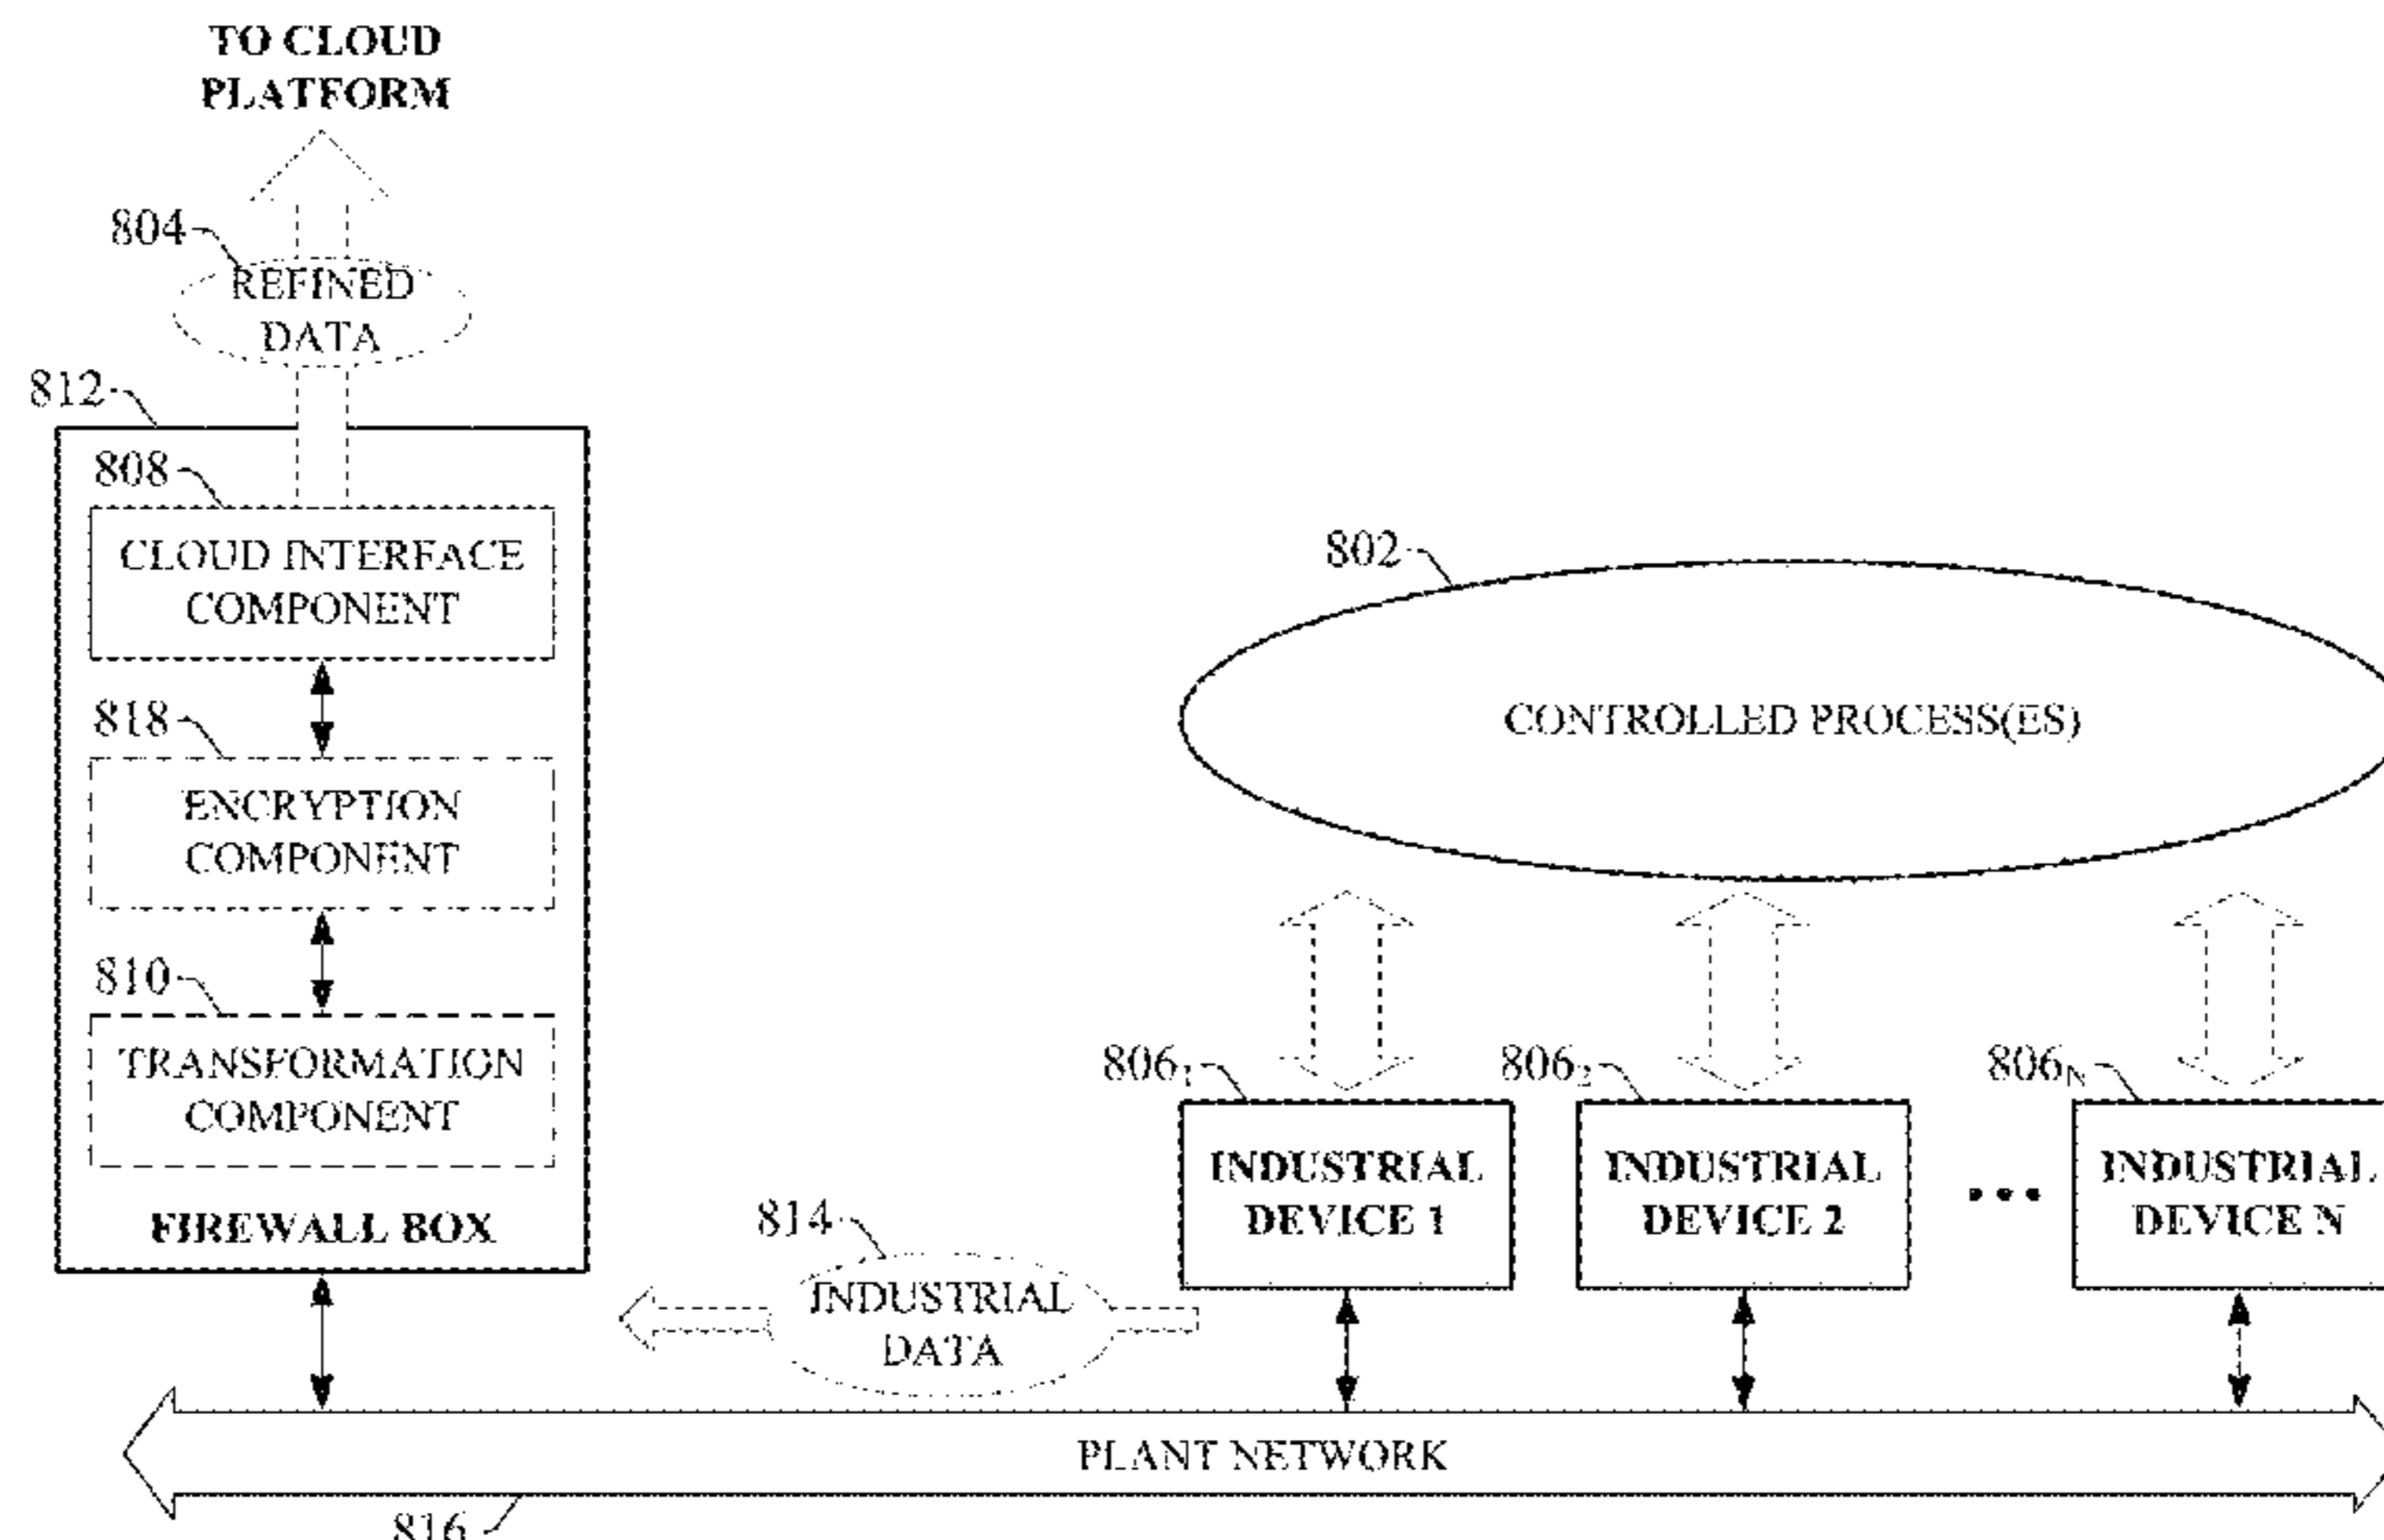 TO CLOUD
PLATFORM
804
REFINED
DATA
812
808
CLOUD INTERFACE
COMPONENT
818
ENCRYPTION
COMPONENT
810
TRANSFORMATION
COMPONENT
FIREWALL BOX
802
CONTROLLED PROCESS(ES)
806₁
806₂
806ₙ
INDUSTRIAL
DEVICE 1
INDUSTRIAL
DEVICE 2
•••
INDUSTRIAL
DEVICE N
814
INDUSTRIAL
DATA
PLANT NETWORK
816